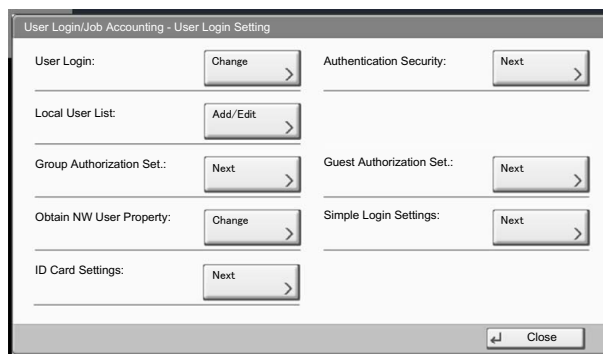 User Login/Job Accounting - User Login Setting
User Login: Change Authentication Security: Next
Local User List: Add/Edit
Group Authorization Set.: Next Guest Authorization Set.: Next
Obtain NW User Property: Change Simple Login Settings: Next
ID Card Settings: Next
Close